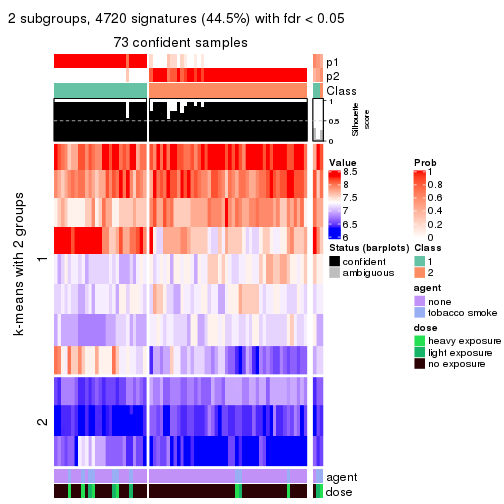 2 subgroups, 4720 signatures (44.5%) with fdr < 0.05
73 confident samples
p1
p2
Class
1
0.5
0
Silhouette
score
k-means with 2 groups
1
2
Value
8.5
8
7.5
7
6.5
6
Prob
1
0.8
0.6
0.4
0.2
0
Status (barplots)
confident
ambiguous
Class
1
2
agent
none
tobacco smoke
dose
heavy exposure
light exposure
no exposure
agent
dose